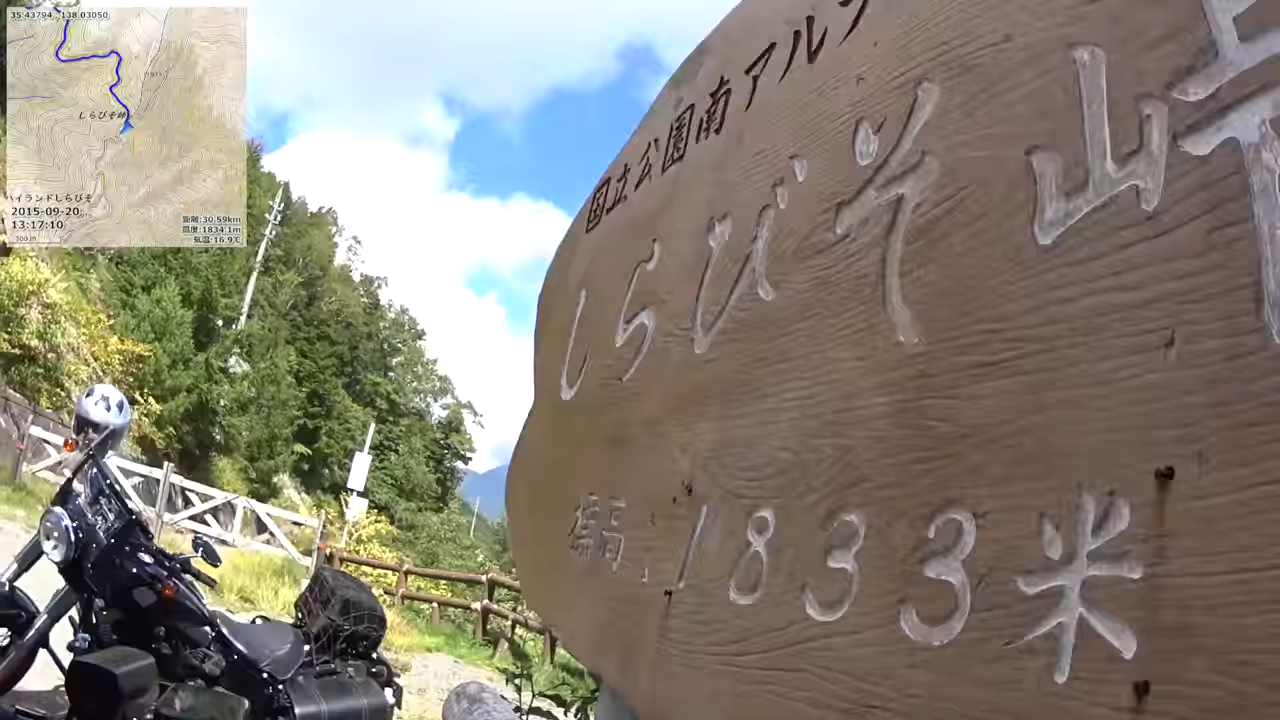 35.43794 , 138.03050
しらびそ峠
ハイランドしらびそ
2015-09-20
13:17:10
300 m
距離:30.59km
高度:1834.1m
気温:16.9℃
国立公園南アルプ
しらびそ峠
標高 1833米